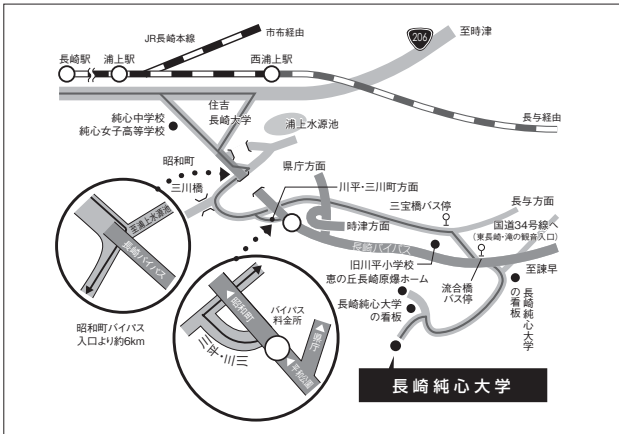 市布経由
JR長崎本線
206
至時津
長崎駅
浦上駅
西浦上駅
長与経由
純心中学校
純心女子高等学校
住吉
長崎大学
浦上水源池
昭和町
三川橋
県庁方面
川平・三川町方面
三宝橋バス停
長与方面
国道34号線へ
(東長崎・滝の観音入口)
時津方面
長崎バイパス
旧川平小学校
恵の丘長崎原爆ホーム
流合橋
バス停
至諫早
長崎純心大学
の看板
長崎純心大学
の看板
至浦上水源池
長崎バイパス
昭和町バイパス
入口より約6km
昭和町
バイパス
料金所
県庁
平和公園
長崎純心大学